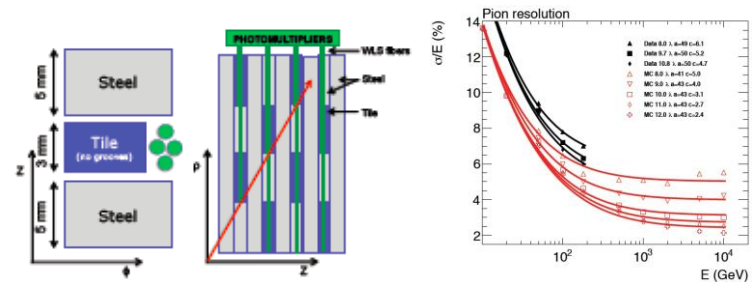 5 mm
Steel
3 mm
Tile
(no grooves)
5 mm
Steel
z
ϕ
PHOTOMULTIPLIERS
WLS fibers
Steel
Tile
ρ
Z
Pion resolution
σ/E (%)
14
12
10
8
6
4
2
Data 8.0 λ a=49 c=6.1
Data 9.7 λ a=50 c=5.2
Data 10.8 λ a=50 c=4.7
MC 8.0 λ a=41 c=5.0
MC 9.0 λ a=43 c=4.0
MC 10.0 λ a=43 c=3.1
MC 11.0 λ a=43 c=2.7
MC 12.0 λ a=43 c=2.4
10²
10³
10⁴
E (GeV)